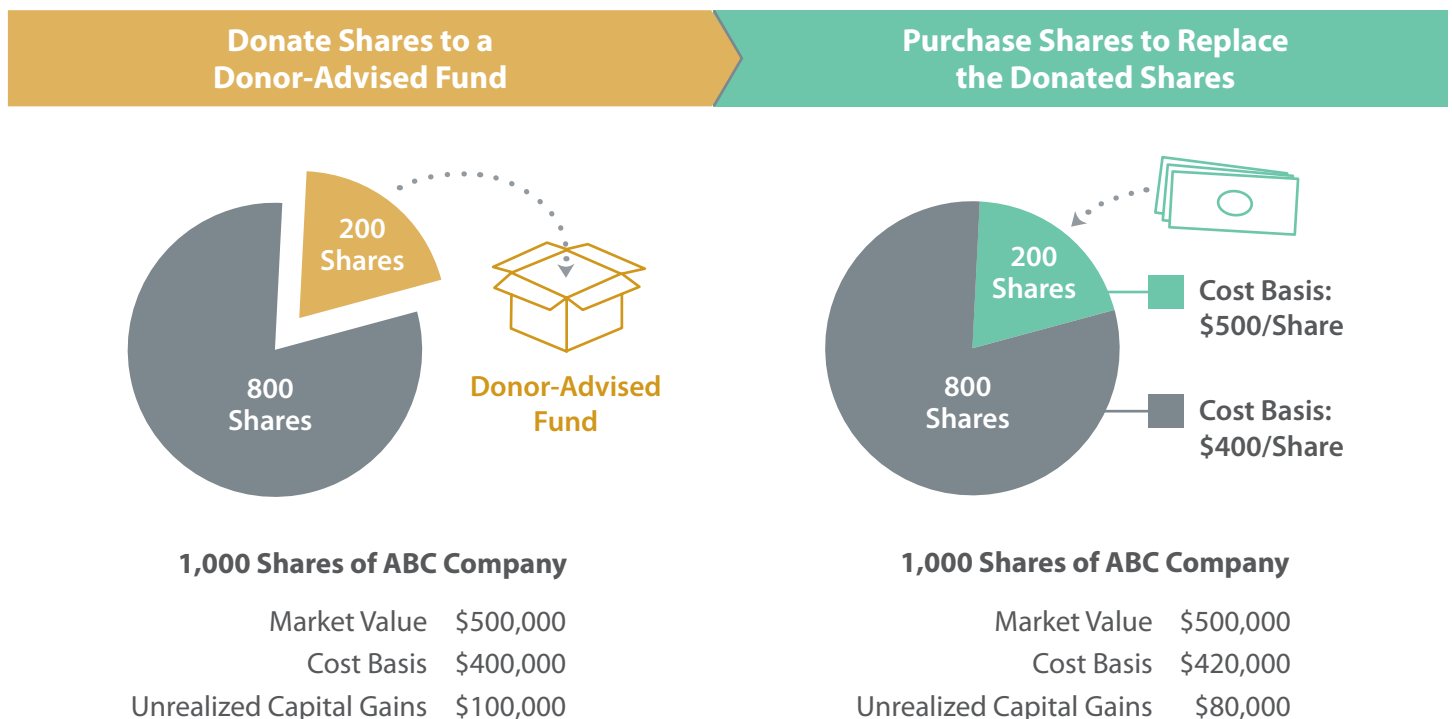 Donate Shares to a
Donor-Advised Fund
Purchase Shares to Replace
the Donated Shares
200
Shares
800
Shares
Donor-Advised
Fund
200
Shares
800
Shares
Cost Basis:
$500/Share
Cost Basis:
$400/Share
1,000 Shares of ABC Company
Market Value $500,000
Cost Basis $400,000
Unrealized Capital Gains $100,000
1,000 Shares of ABC Company
Market Value $500,000
Cost Basis $420,000
Unrealized Capital Gains $80,000